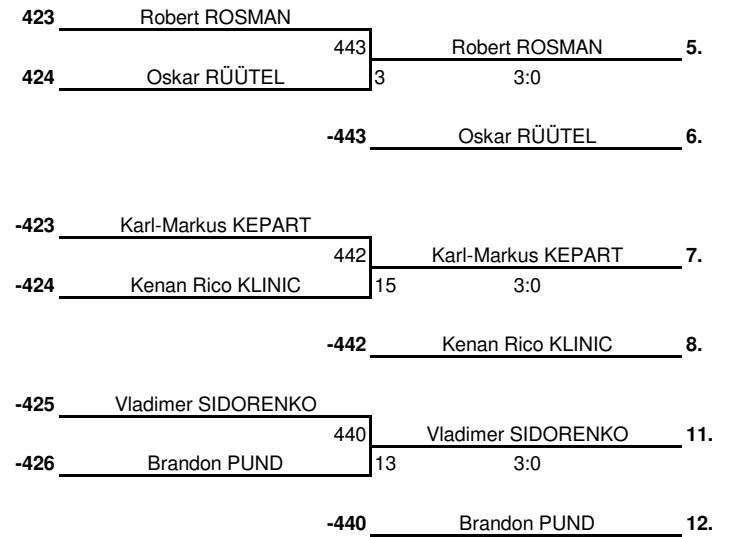 423 Robert ROSMAN
443 Robert ROSMAN 5.
424 Oskar RÜÜTEL 3 3:0
-443 Oskar RÜÜTEL 6.
-423 Karl-Markus KEPART
442 Karl-Markus KEPART 7.
-424 Kenan Rico KLINIC 15 3:0
-442 Kenan Rico KLINIC 8.
-425 Vladimer SIDORENKO
440 Vladimer SIDORENKO 11.
-426 Brandon PUND 13 3:0
-440 Brandon PUND 12.